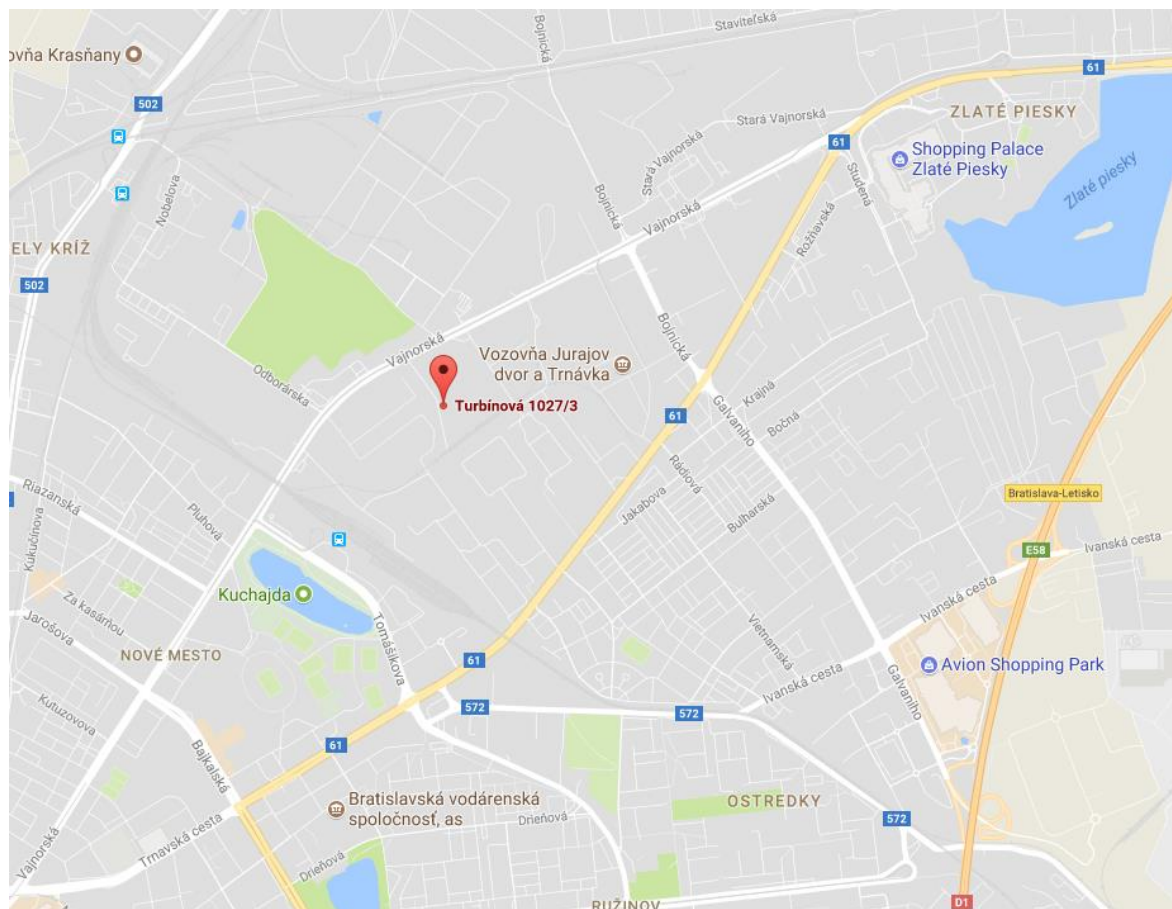 Staviteľská
Bojnická
ovňa Krasňany
61
502
ZLATÉ PIESKY
Stará Vajnorská
61
Shopping Palace
Zlaté Piesky
Stará Vajnorská
Studená
Zlaté piesky
Nobelova
Bojnická
Vajnorská
Rožňavská
ELY KRÍŽ
502
Bojnická
Vajnorská
Vozovňa Jurajov
dvor a Trnávka
Odborárska
Turbínová 1027/3
Krajná
61
Galvaniho
Bočná
Rádiová
Riazanská
Pluhová
Jakabova
Bulharská
Bratislava-Letisko
Kukučínova
Ivanská cesta
E58
Kuchajda
Za kasárňou
Ivanská cesta
Jarošova
Tomášikova
Vietnamská
NOVÉ MESTO
61
Avion Shopping Park
Ivanská cesta
Galvaniho
Kutuzovova
572
572
Bajkalská
61
Bratislavská vodárenská
spoločnosť, as
OSTREDKY
Drieňová
572
Vajnorská
Trnavská cesta
Drieňová
RUŽINOV
D1